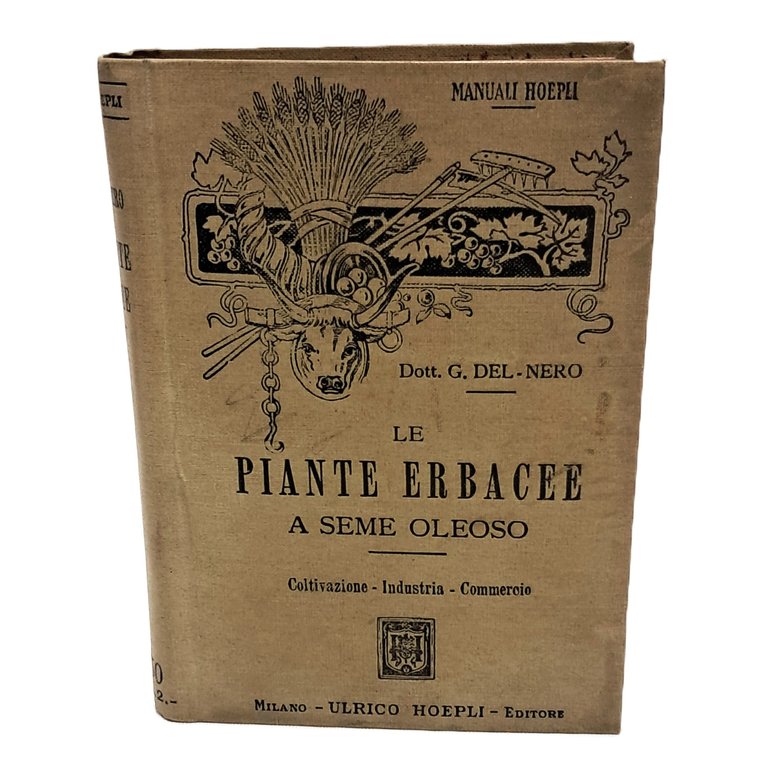 MANUALI HOEPLI
Dott. G. DEL-NERO
LE
PIANTE ERBACEE
A SEME OLEOSO
Coltivazione - Industria - Commercio
MILANO - ULRICO HOEPLI - EDITORE